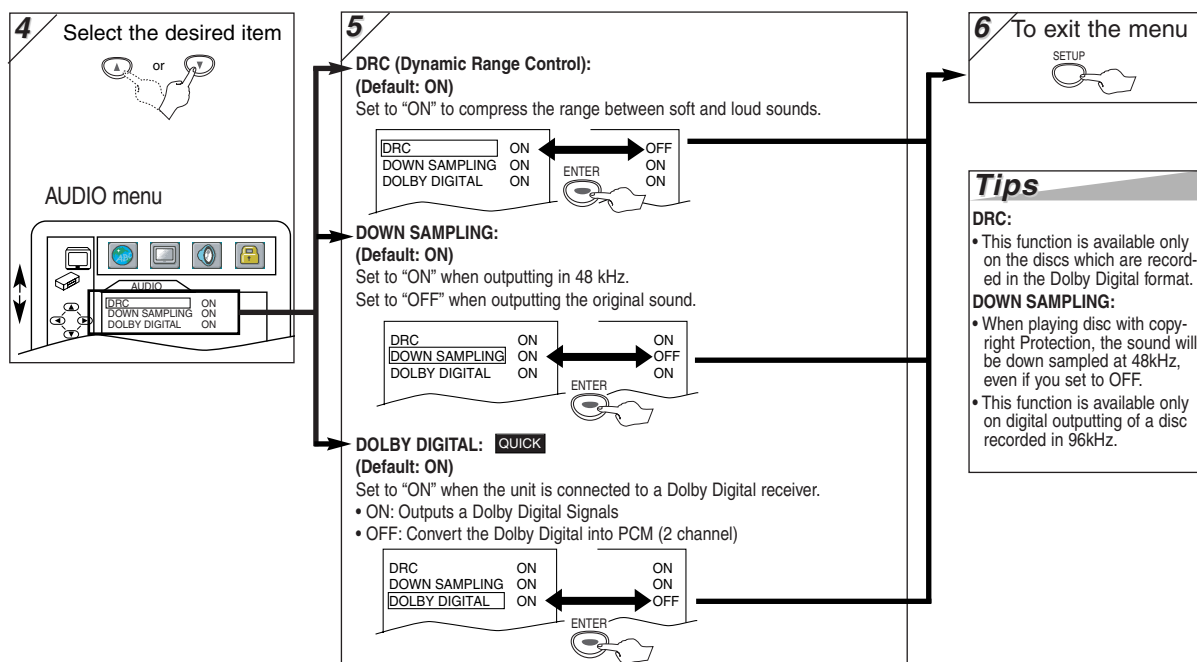 4
Select the desired item
or
AUDIO menu
AUDIO
DRC ON
DOWN SAMPLING ON
DOLBY DIGITAL ON
5
DRC (Dynamic Range Control):
(Default: ON)
Set to “ON” to compress the range between soft and loud sounds.
DRC ON OFF
DOWN SAMPLING ON ON
DOLBY DIGITAL ON ON
ENTER
DOWN SAMPLING:
(Default: ON)
Set to “ON” when outputting in 48 kHz.
Set to “OFF” when outputting the original sound.
DRC ON ON
DOWN SAMPLING ON OFF
DOLBY DIGITAL ON ON
ENTER
DOLBY DIGITAL: QUICK
(Default: ON)
Set to “ON” when the unit is connected to a Dolby Digital receiver.
• ON: Outputs a Dolby Digital Signals
• OFF: Convert the Dolby Digital into PCM (2 channel)
DRC ON ON
DOWN SAMPLING ON ON
DOLBY DIGITAL ON OFF
ENTER
6
To exit the menu
SETUP
Tips
DRC:
• This function is available only
on the discs which are record-
ed in the Dolby Digital format.
DOWN SAMPLING:
• When playing disc with copy-
right Protection, the sound will
be down sampled at 48kHz,
even if you set to OFF.
• This function is available only
on digital outputting of a disc
recorded in 96kHz.